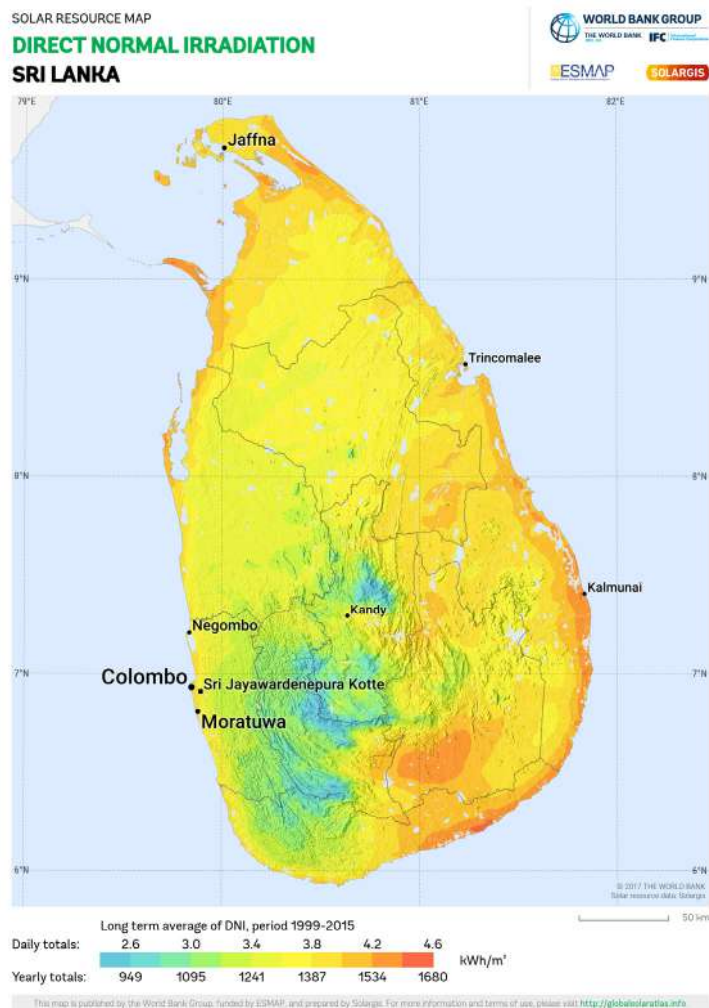 SOLAR RESOURCE MAP
DIRECT NORMAL IRRADIATION
SRI LANKA
WORLD BANK GROUP
THE WORLD BANK IFC
ESMAP SOLARGIS
79°E 80°E 81°E 82°E
Jaffna
9°N 9°N
Trincomalee
8°N 8°N
Kalmunai
Kandy
Negombo
7°N 7°N
Colombo
Sri Jayawardenepura Kotte
Moratuwa
6°N 6°N
© 2017 THE WORLD BANK
Solar resource data: Solargis
50 km
Long term average of DNI, period 1999-2015
Daily totals: 2.6 3.0 3.4 3.8 4.2 4.6
kWh/m²
Yearly totals: 949 1095 1241 1387 1534 1680
This map is published by the World Bank Group, funded by ESMAP, and prepared by Solargis. For more information and terms of use, please visit http://globalsolaratlas.info